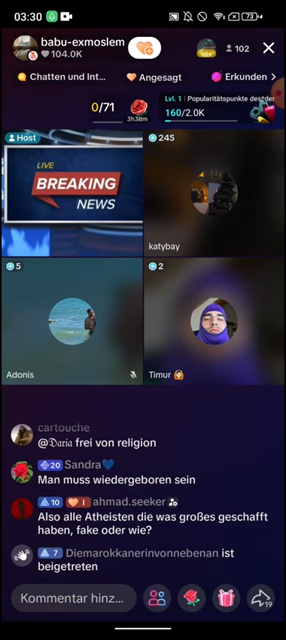 03:30
73
babu-exmoslem
104.0K
102
Chatten und Int...
Angesagt
Erkunden
0/71
3h38m
Lvl. 1 | Popularitätspunkte des/der
160/2.0K
Host
LIVE
BREAKING
NEWS
245
katybay
5
Adonis
2
Timur
cartouche
@𝔇𝔞𝔯𝔦𝔞 frei von religion
20 Sandra💙
Man muss wiedergeboren sein
10 I ahmad.seeker
Also alle Atheisten die was großes geschafft
haben, fake oder wie?
7 Diemarokkanerinvonnebenan ist
beigetreten
Kommentar hinz...
19